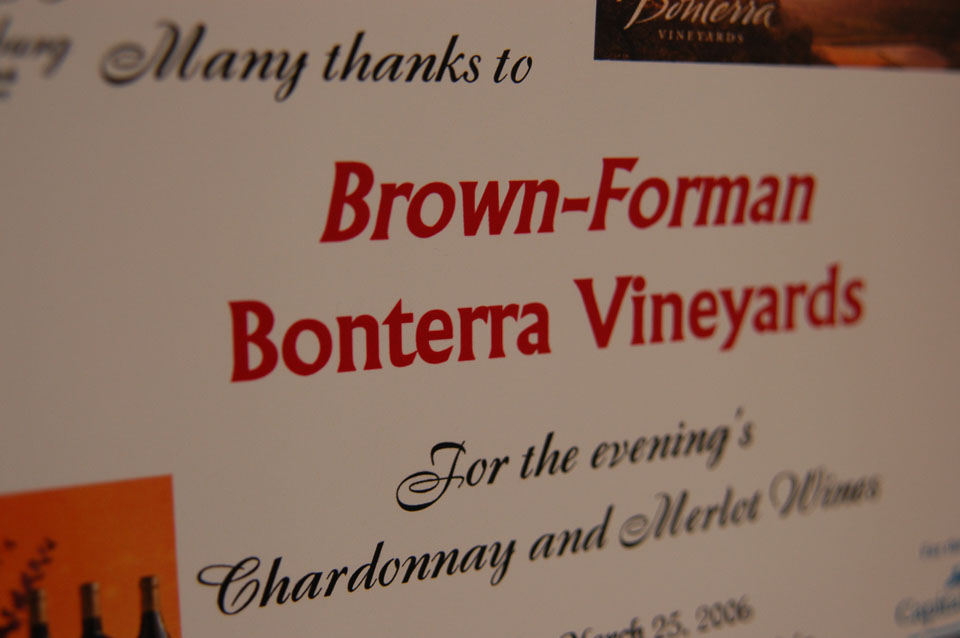 Many thanks to
Bonterra
VINEYARDS
Brown-Forman
Bonterra Vineyards
For the evening's
Chardonnay and Merlot Wines
March 25, 2006